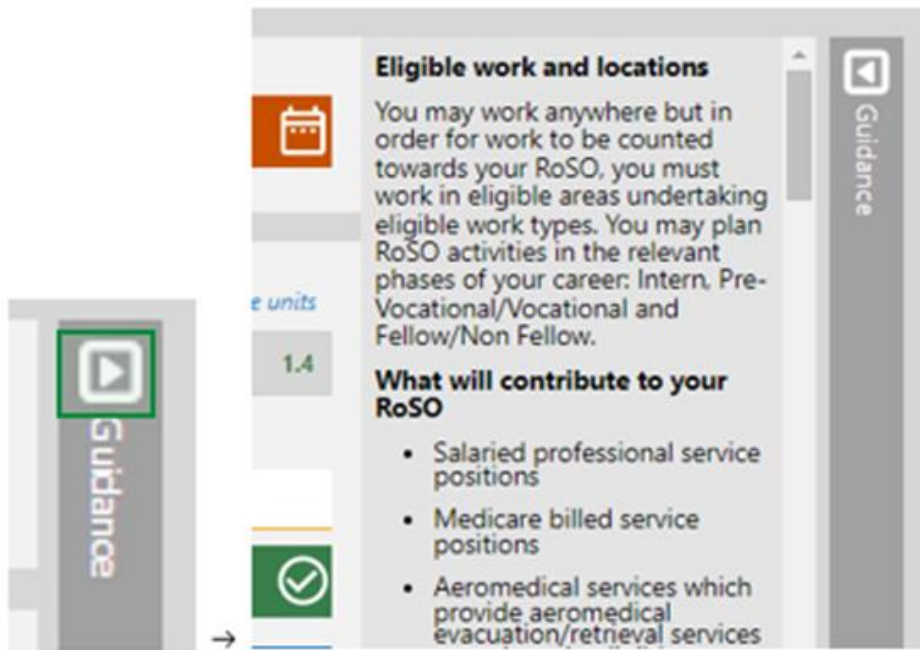 Guidance
→
e units
1.4
Eligible work and locations
You may work anywhere but in
order for work to be counted
towards your RoSO, you must
work in eligible areas undertaking
eligible work types. You may plan
RoSO activities in the relevant
phases of your career: Intern, Pre-
Vocational/Vocational and
Fellow/Non Fellow.
What will contribute to your
RoSO
• Salaried professional service
positions
• Medicare billed service
positions
• Aeromedical services which
provide aeromedical
evacuation/retrieval services
Guidance